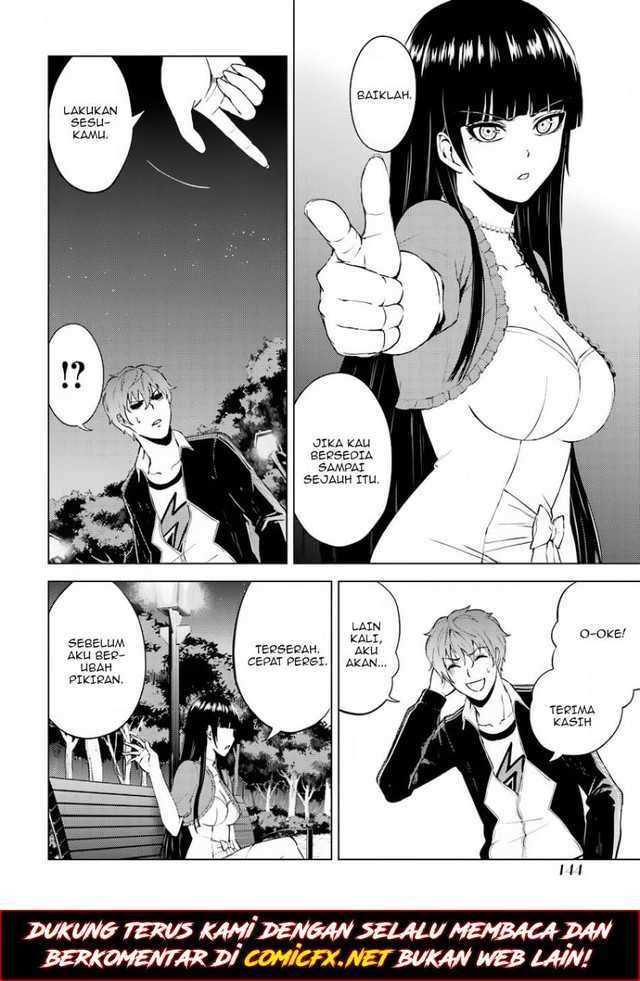 BAIKLAH.
JIKA KAU
BERSEDIA
SAMPAI
SEJAUH ITU.
LAKUKAN
SESU-
KAMU.
!?
O-OKE!
TERIMA
KASIH
LAIN
KALI,
AKU
AKAN...
TERSERAH.
CEPAT PERGI.
SEBELUM
AKU BER-
UBAH
PIKIRAN.
144
DUKUNG TERUS KAMI DENGAN SELALU MEMBACA DAN
BERKOMENTAR DI COMICFX.NET BUKAN WEB LAIN!